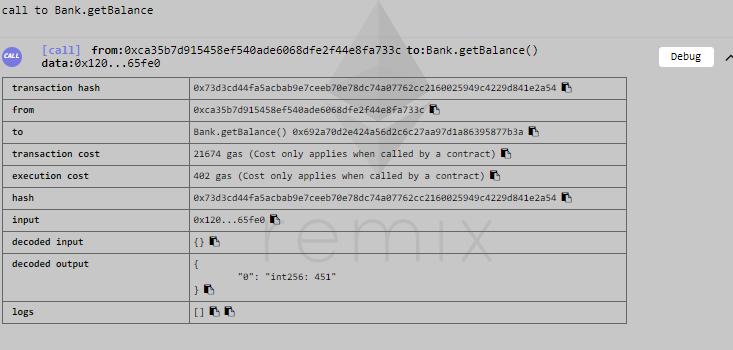 call to Bank.getBalance
CALL [call] from:0xca35b7d915458ef540ade6068dfe2f44e8fa733c to:Bank.getBalance() Debug
data:0x120...65fe0
transaction hash 0x73d3cd44fa5acbab9e7ceeb70e78dc74a07762cc2160025949c4229d841e2a54
from 0xca35b7d915458ef540ade6068dfe2f44e8fa733c
to Bank.getBalance() 0x692a70d2e424a56d2c6c27aa97d1a86395877b3a
transaction cost 21674 gas (Cost only applies when called by a contract)
execution cost 402 gas (Cost only applies when called by a contract)
hash 0x73d3cd44fa5acbab9e7ceeb70e78dc74a07762cc2160025949c4229d841e2a54
input 0x120...65fe0
decoded input {}
decoded output {
"0": "int256: 451"
}
logs []
remix